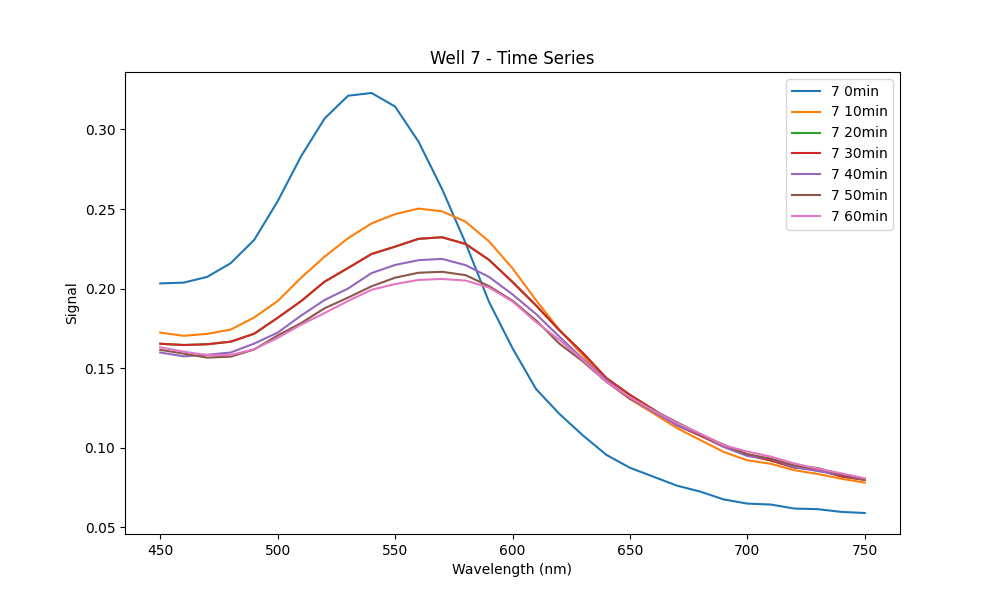 Well 7 - Time Series
7 0min
7 10min
7 20min
7 30min
7 40min
7 50min
7 60min
Signal
0.30
0.25
0.20
0.15
0.10
0.05
450 500 550 600 650 700 750
Wavelength (nm)